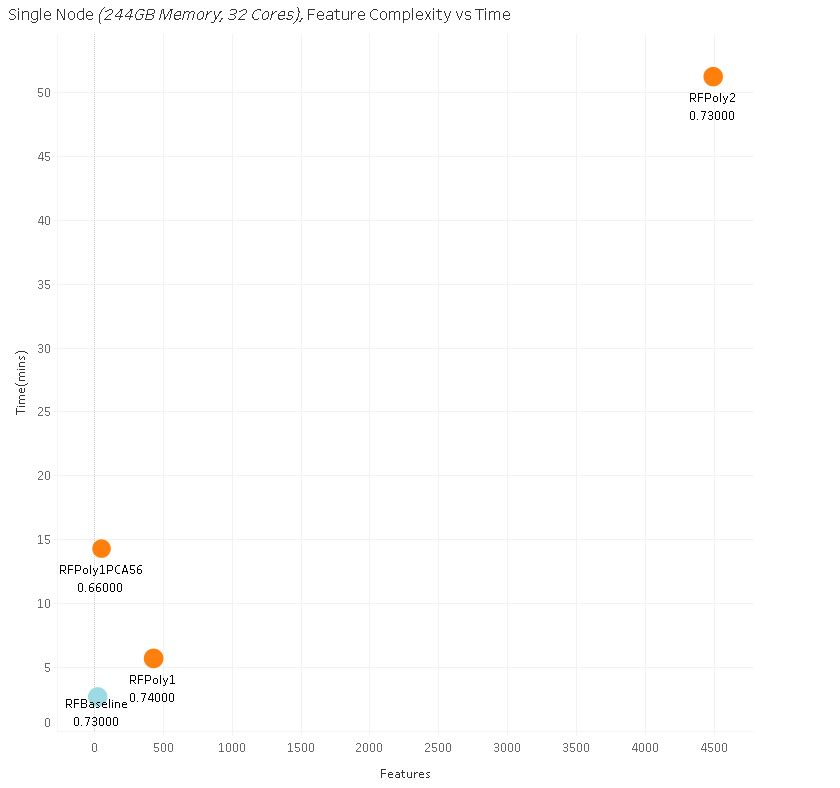 Single Node (244GB Memory, 32 Cores), Feature Complexity vs Time
50
RFPoly2
0.73000
45
40
35
30
Time(mins)
25
20
15
RFPoly1PCA56
0.66000
10
5
RFPoly1
0.74000
RFBaseline
0.73000
0
0 500 1000 1500 2000 2500 3000 3500 4000 4500
Features